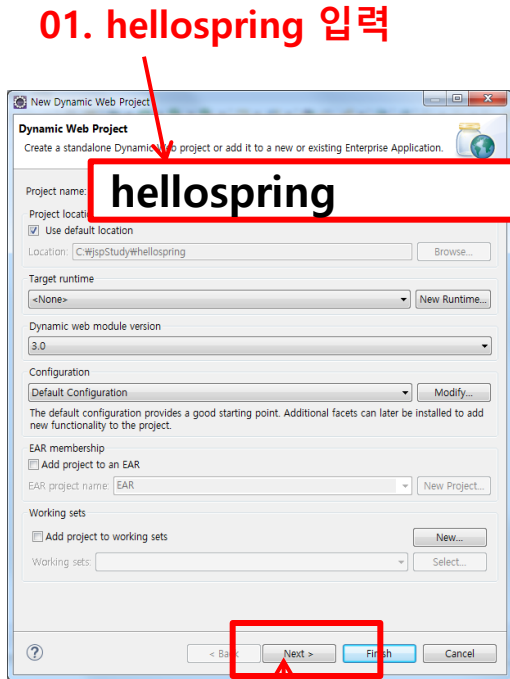 01. hellospring 입력
New Dynamic Web Project
Dynamic Web Project
Create a standalone Dynamic Web project or add it to a new or existing Enterprise Application.
Project name:
hellospring
Project locati
Use default location
Location: C:₩jspStudy₩hellospring Browse...
Target runtime
<None> New Runtime...
Dynamic web module version
3.0
Configuration
Default Configuration Modify...
The default configuration provides a good starting point. Additional facets can later be installed to add
new functionality to the project.
EAR membership
Add project to an EAR
EAR project name: EAR New Project...
Working sets
Add project to working sets New...
Working sets: Select...
? < Back Next > Finish Cancel